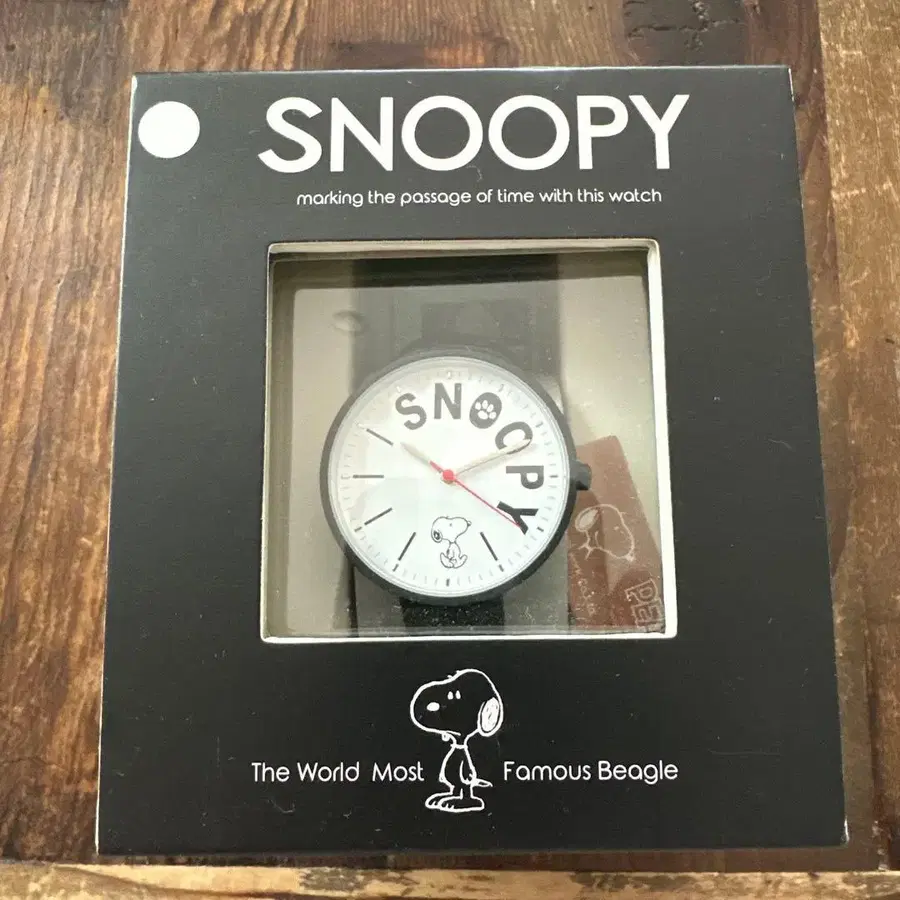 SNOOPY
marking the passage of time with this watch
SNOOPY
The World Most Famous Beagle